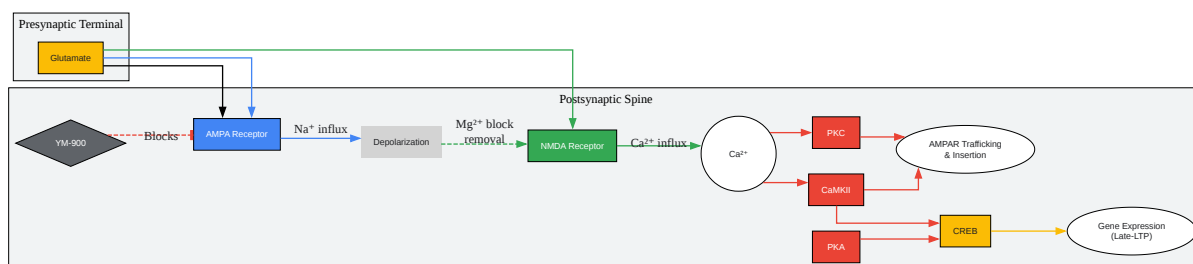 Presynaptic Terminal
Glutamate
Postsynaptic Spine
YM-900
Blocks
AMPA Receptor
Na⁺ influx
Depolarization
Mg²⁺ block
removal
NMDA Receptor
Ca²⁺ influx
Ca²⁺
PKC
AMPAR Trafficking
& Insertion
CaMKII
PKA
CREB
Gene Expression
(Late-LTP)